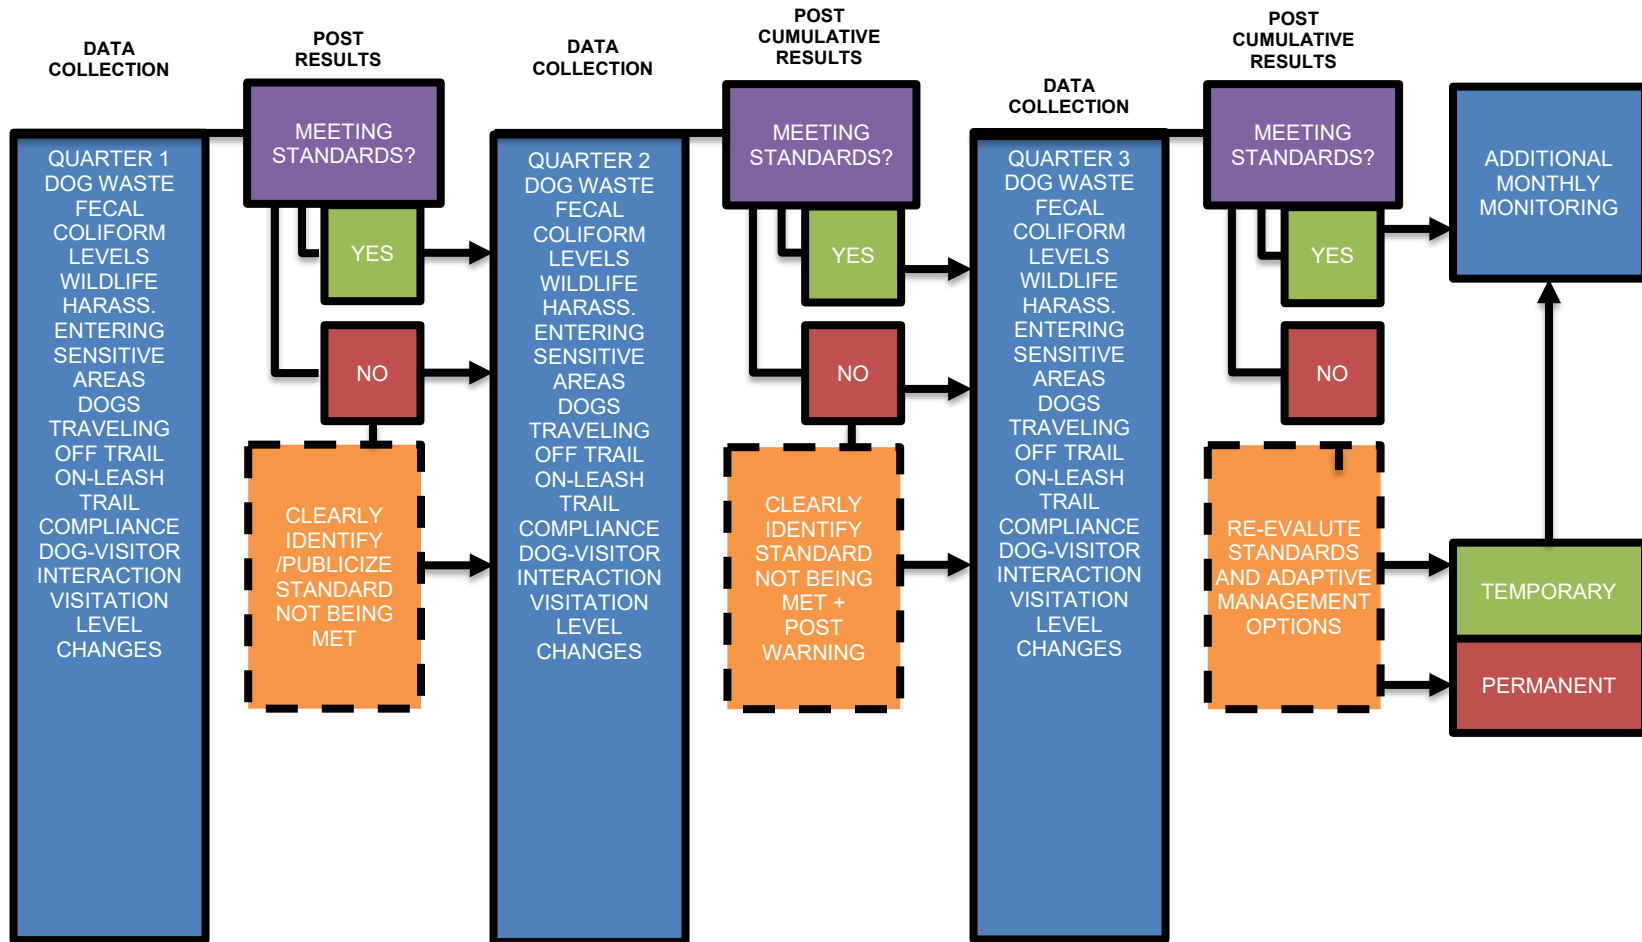 DATA
COLLECTION
POST
RESULTS
DATA
COLLECTION
POST
CUMULATIVE
RESULTS
DATA
COLLECTION
POST
CUMULATIVE
RESULTS
QUARTER 1
DOG WASTE
FECAL
COLIFORM
LEVELS
WILDLIFE
HARASS.
ENTERING
SENSITIVE
AREAS
DOGS
TRAVELING
OFF TRAIL
ON-LEASH
TRAIL
COMPLIANCE
DOG-VISITOR
INTERACTION
VISITATION
LEVEL
CHANGES
MEETING
STANDARDS?
YES
NO
CLEARLY
IDENTIFY
/PUBLICIZE
STANDARD
NOT BEING
MET
QUARTER 2
DOG WASTE
FECAL
COLIFORM
LEVELS
WILDLIFE
HARASS.
ENTERING
SENSITIVE
AREAS
DOGS
TRAVELING
OFF TRAIL
ON-LEASH
TRAIL
COMPLIANCE
DOG-VISITOR
INTERACTION
VISITATION
LEVEL
CHANGES
MEETING
STANDARDS?
YES
NO
CLEARLY
IDENTIFY
STANDARD
NOT BEING
MET +
POST
WARNING
QUARTER 3
DOG WASTE
FECAL
COLIFORM
LEVELS
WILDLIFE
HARASS.
ENTERING
SENSITIVE
AREAS
DOGS
TRAVELING
OFF TRAIL
ON-LEASH
TRAIL
COMPLIANCE
DOG-VISITOR
INTERACTION
VISITATION
LEVEL
CHANGES
MEETING
STANDARDS?
YES
NO
RE-EVALUTE
STANDARDS
AND ADAPTIVE
MANAGEMENT
OPTIONS
ADDITIONAL
MONTHLY
MONITORING
TEMPORARY
PERMANENT